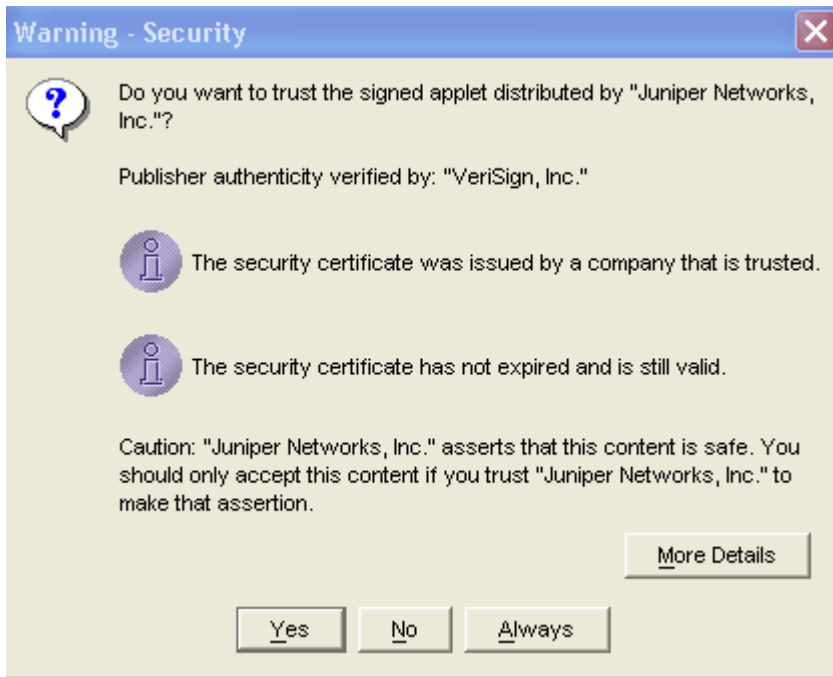 Warning - Security
Do you want to trust the signed applet distributed by "Juniper Networks,
Inc."?
Publisher authenticity verified by: "VeriSign, Inc."
The security certificate was issued by a company that is trusted.
The security certificate has not expired and is still valid.
Caution: "Juniper Networks, Inc." asserts that this content is safe. You
should only accept this content if you trust "Juniper Networks, Inc." to
make that assertion.
More Details
Yes No Always